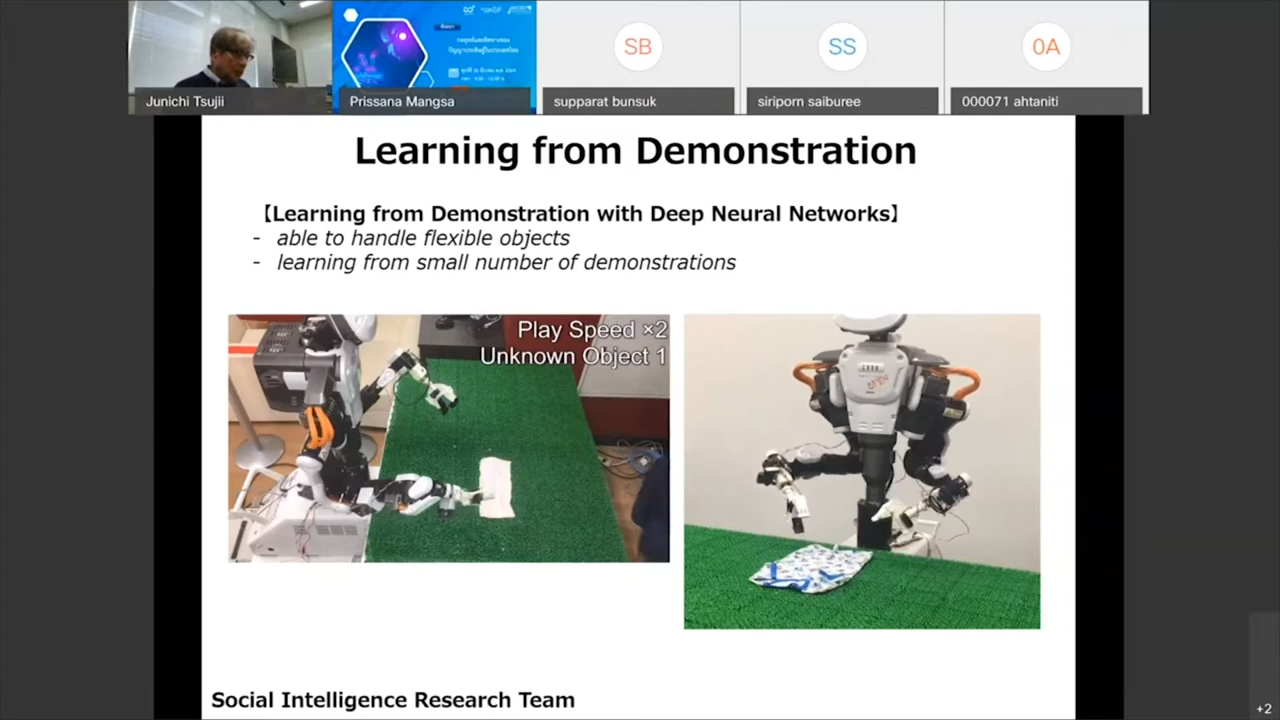 Junichi Tsujii
Prissana Mangsa
SB
supparat bunsuk
SS
siriporn saiburee
0A
000071 ahtaniti
Learning from Demonstration
【Learning from Demonstration with Deep Neural Networks】
- able to handle flexible objects
- learning from small number of demonstrations
Play Speed ×2
Unknown Object 1
Social Intelligence Research Team
+2